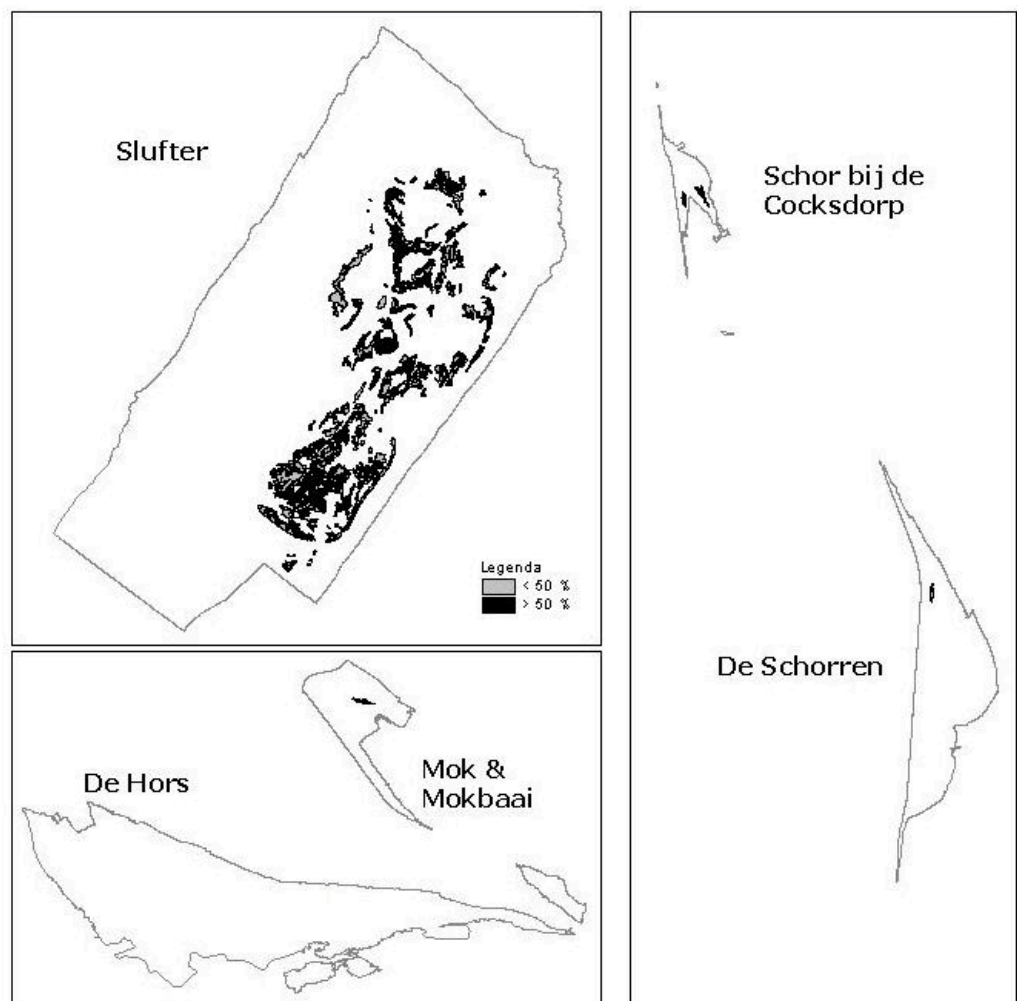 Slufter
Legenda
< 50 %
> 50 %
Schor bij de
Cocksdorp
De Schorren
De Hors
Mok &
Mokbaai